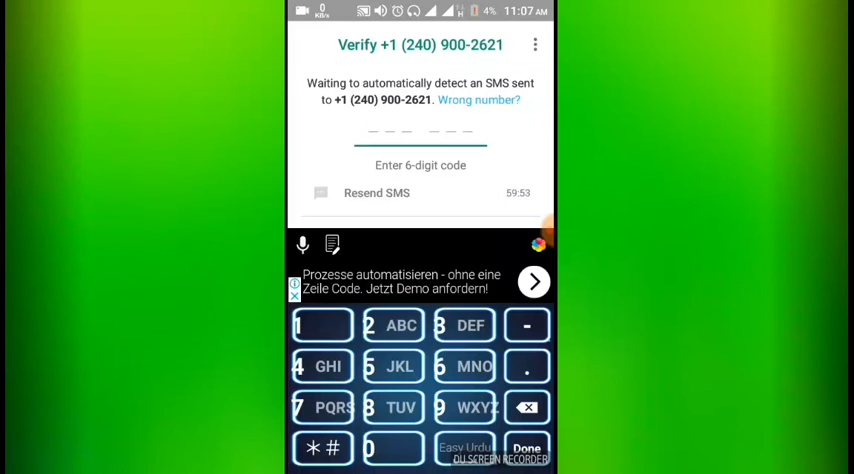 0
KB/s
H
4%
11:07 AM
Verify +1 (240) 900-2621
Waiting to automatically detect an SMS sent
to +1 (240) 900-2621. Wrong number?
Enter 6-digit code
Resend SMS
59:53
Prozesse automatisieren - ohne eine
Zeile Code. Jetzt Demo anfordern!
1
2 ABC
3 DEF
-
4 GHI
5 JKL
6 MNO
.
7 PQRS
8 TUV
9 WXYZ
*#
0
Easy Urdu
Done
DU SCREEN RECORDER